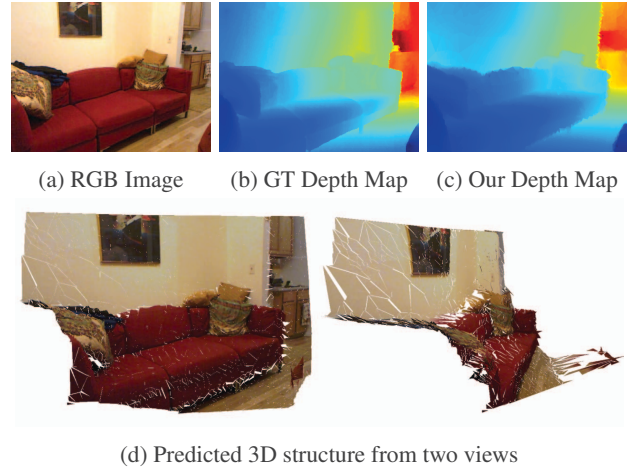 (a) RGB Image
(b) GT Depth Map
(c) Our Depth Map
(d) Predicted 3D structure from two views